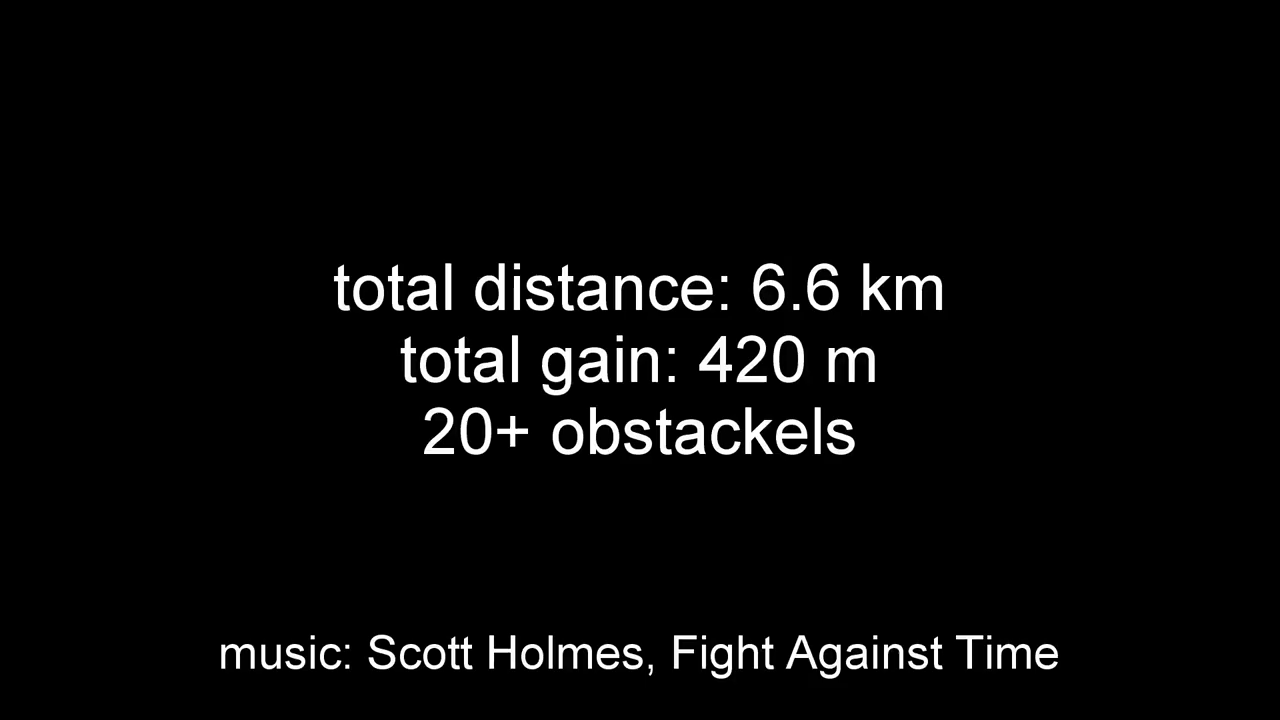 total distance: 6.6 km
total gain: 420 m
20+ obstackels
music: Scott Holmes, Fight Against Time